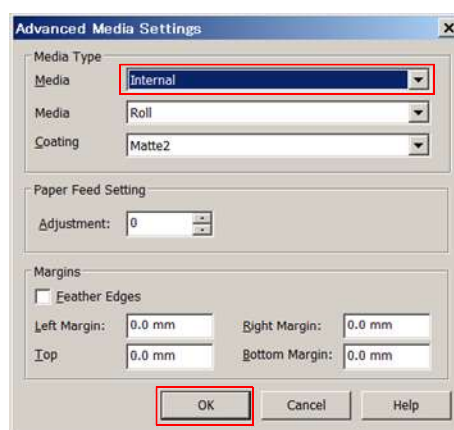 Advanced Media Settings
Media Type
Media Internal
Media Roll
Coating Matte2
Paper Feed Setting
Adjustment: 0
Margins
Feather Edges
Left Margin: 0.0 mm Right Margin: 0.0 mm
Top 0.0 mm Bottom Margin: 0.0 mm
OK Cancel Help